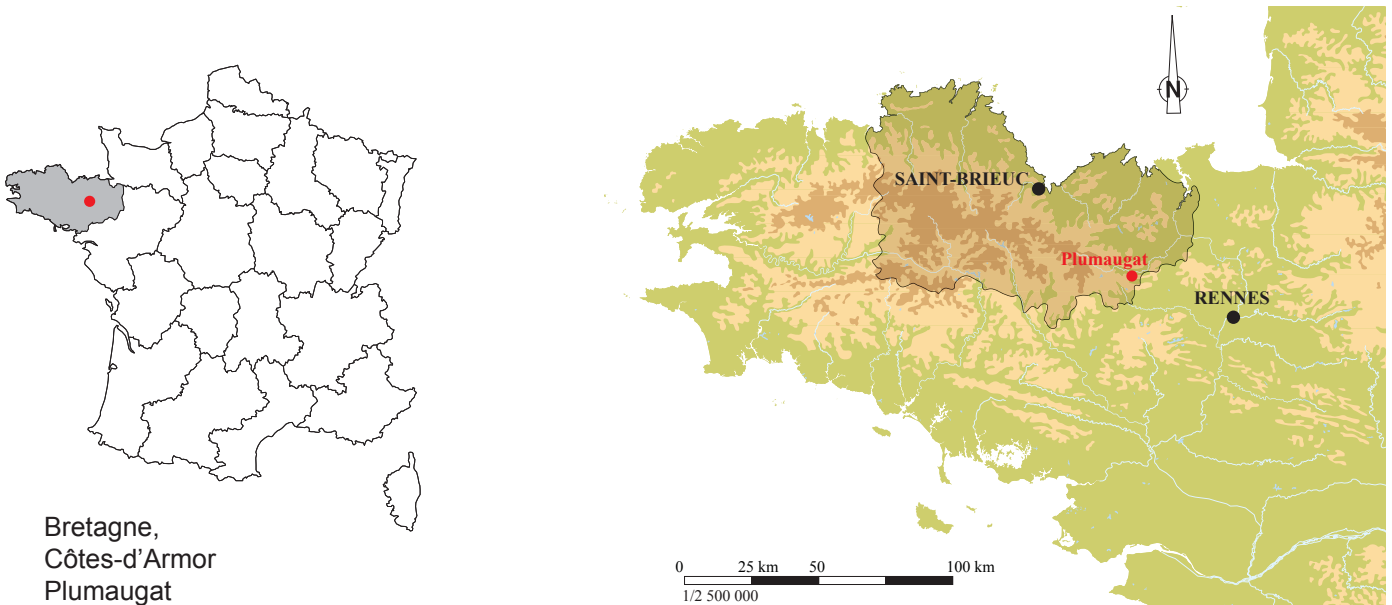 Bretagne,
Côtes-d'Armor
Plumaugat
N
SAINT-BRIEUC
Plumaugat
RENNES
0 25 km 50 100 km
1/2 500 000